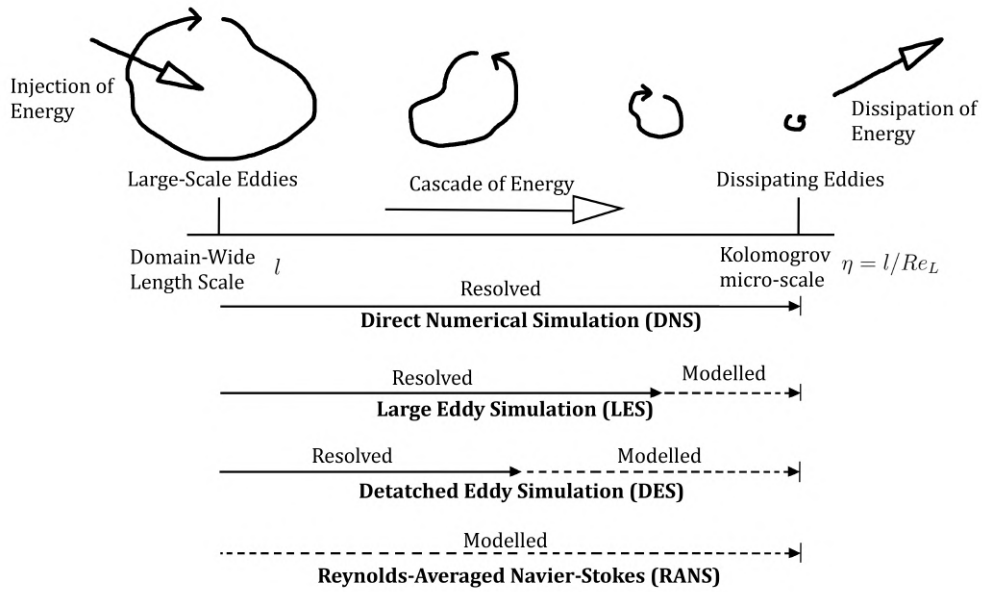 Injection of
Energy
Dissipation of
Energy
Large-Scale Eddies
Cascade of Energy
Dissipating Eddies
Domain-Wide
Length Scale
l
Kolomogrov
micro-scale
η = l/Re_L
Resolved
Direct Numerical Simulation (DNS)
Resolved
Modelled
Large Eddy Simulation (LES)
Resolved
Modelled
Detatched Eddy Simulation (DES)
Modelled
Reynolds-Averaged Navier-Stokes (RANS)